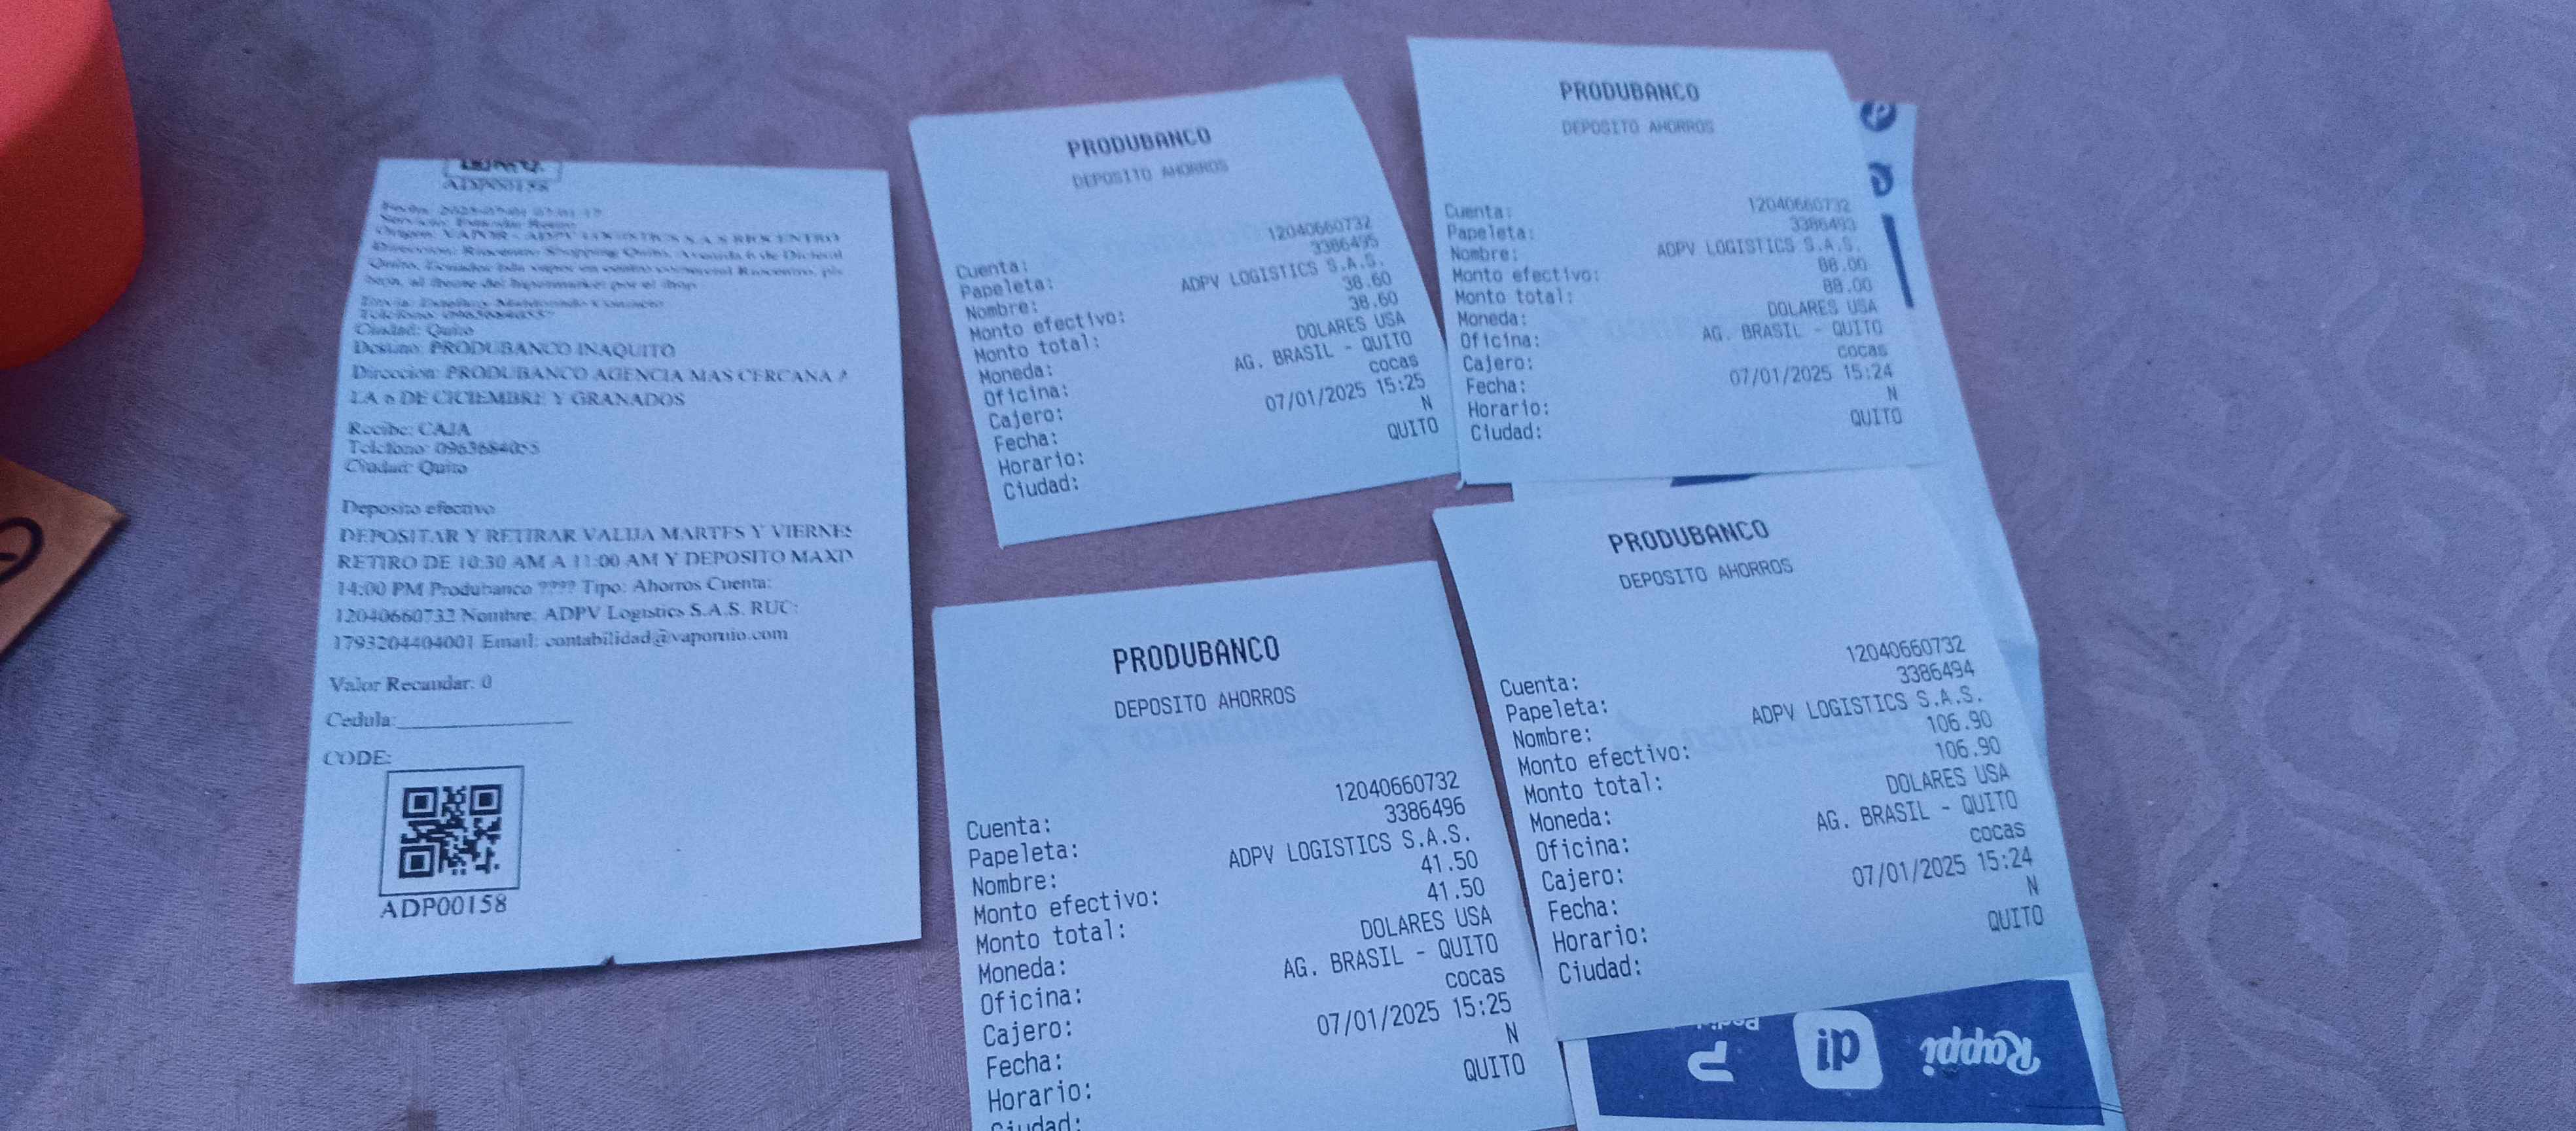 ADP00158
Ciudad: Quito
Destino: PRODUBANCO INAQUITO
Direccion: PRODUBANCO AGENCIA MAS CERCANA A
LA 6 DE CICIEMBRE Y GRANADOS
Recibe: CAJA
Telefono: 0963684055
Ciudad: Quito
Deposito efectivo
DEPOSITAR Y RETIRAR VALIJA MARTES Y VIERNES
RETIRO DE 10:30 AM A 11:00 AM Y DEPOSITO MAXI
14:00 PM Produbanco ???? Tipo: Ahorros Cuenta:
12040660732 Nombre: ADPV Logistics S.A.S. RUC:
1793204404001 Email: contabilidad@vaporuio.com
Valor Recaudar: 0
Cedula:
CODE:
ADP00158
PRODUBANCO
DEPOSITO AHORROS
Cuenta: 12040660732
Papeleta: 3386495
Nombre: ADPV LOGISTICS S.A.S.
Monto efectivo: 38.60
Monto total: 38.60
Moneda: DOLARES USA
Oficina: AG. BRASIL - QUITO
Cajero: cocas
Fecha: 07/01/2025 15:25
Horario: N
Ciudad: QUITO
PRODUBANCO
DEPOSITO AHORROS
Cuenta: 12040660732
Papeleta: 3386493
Nombre: ADPV LOGISTICS S.A.S.
Monto efectivo: 88.00
Monto total: 88.00
Moneda: DOLARES USA
Oficina: AG. BRASIL - QUITO
Cajero: cocas
Fecha: 07/01/2025 15:24
Horario: N
Ciudad: QUITO
PRODUBANCO
DEPOSITO AHORROS
Cuenta: 12040660732
Papeleta: 3386496
Nombre: ADPV LOGISTICS S.A.S.
Monto efectivo: 41.50
Monto total: 41.50
Moneda: DOLARES USA
Oficina: AG. BRASIL - QUITO
Cajero: cocas
Fecha: 07/01/2025 15:25
Horario: N
Ciudad: QUITO
PRODUBANCO
DEPOSITO AHORROS
Cuenta: 12040660732
Papeleta: 3386494
Nombre: ADPV LOGISTICS S.A.S.
Monto efectivo: 106.90
Monto total: 106.90
Moneda: DOLARES USA
Oficina: AG. BRASIL - QUITO
Cajero: cocas
Fecha: 07/01/2025 15:24
Horario: N
Ciudad: QUITO
Rappi